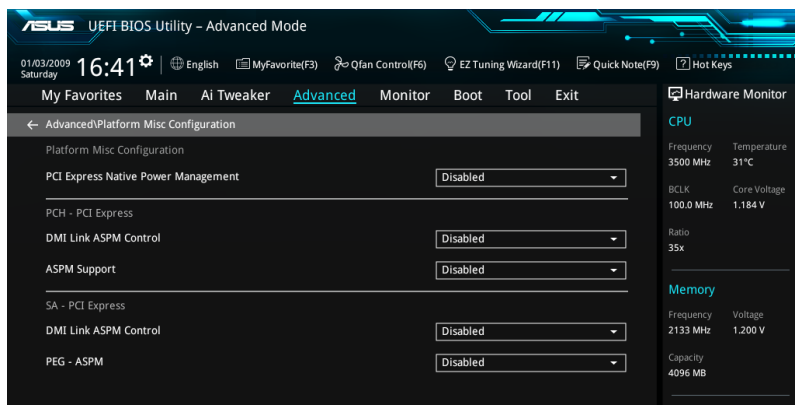 ASUS UEFI BIOS Utility – Advanced Mode
01/03/2009 Saturday 16:41 English MyFavorite(F3) Qfan Control(F6) EZ Tuning Wizard(F11) Quick Note(F9) ? Hot Keys
My Favorites Main Ai Tweaker Advanced Monitor Boot Tool Exit
← Advanced\Platform Misc Configuration
Platform Misc Configuration
PCI Express Native Power Management Disabled
PCH - PCI Express
DMI Link ASPM Control Disabled
ASPM Support Disabled
SA - PCI Express
DMI Link ASPM Control Disabled
PEG - ASPM Disabled
Hardware Monitor
CPU
Frequency Temperature
3500 MHz 31°C
BCLK Core Voltage
100.0 MHz 1.184 V
Ratio
35x
Memory
Frequency Voltage
2133 MHz 1.200 V
Capacity
4096 MB